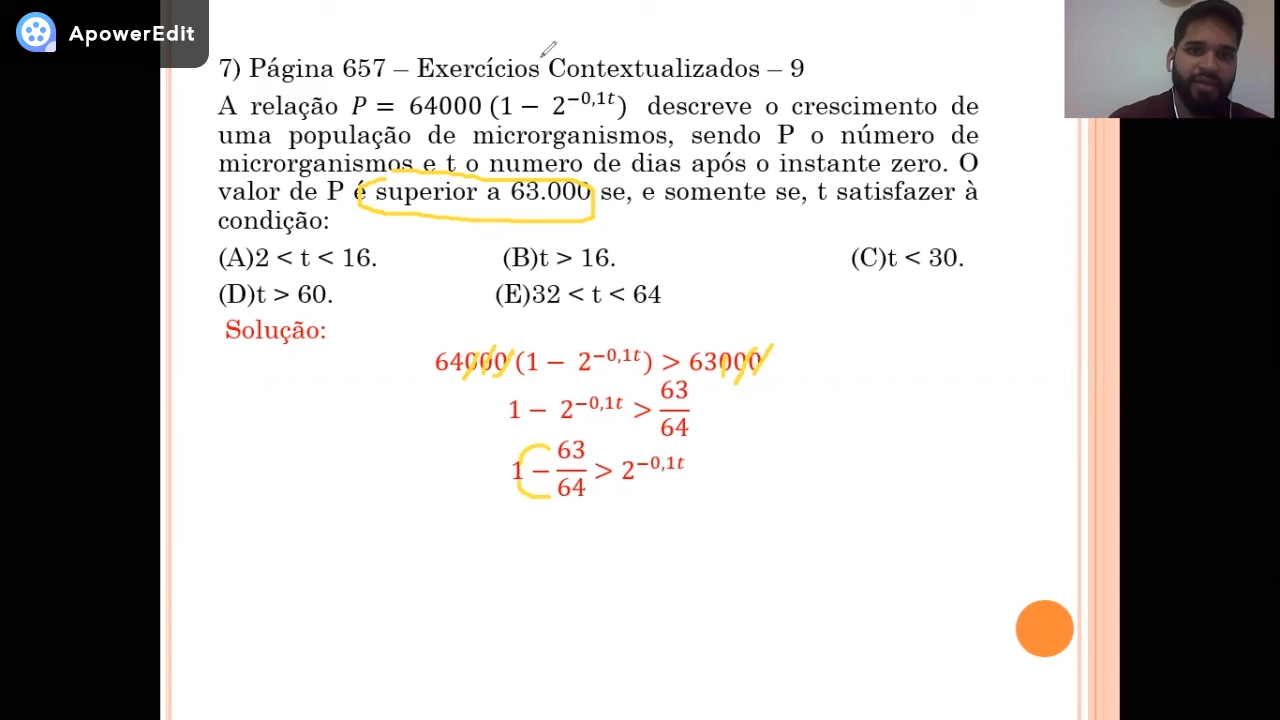 ApowerEdit
7) Página 657 – Exercícios Contextualizados – 9
A relação P = 64000 (1 − 2^{−0,1t}) descreve o crescimento de
uma população de microrganismos, sendo P o número de
microrganismos e t o numero de dias após o instante zero. O
valor de P é superior a 63.000 se, e somente se, t satisfazer à
condição:
(A)2 < t < 16. (B)t > 16. (C)t < 30.
(D)t > 60. (E)32 < t < 64
Solução:
64000 (1 − 2^{−0,1t}) > 63000
1 − 2^{−0,1t} > 63/64
1 − 63/64 > 2^{−0,1t}